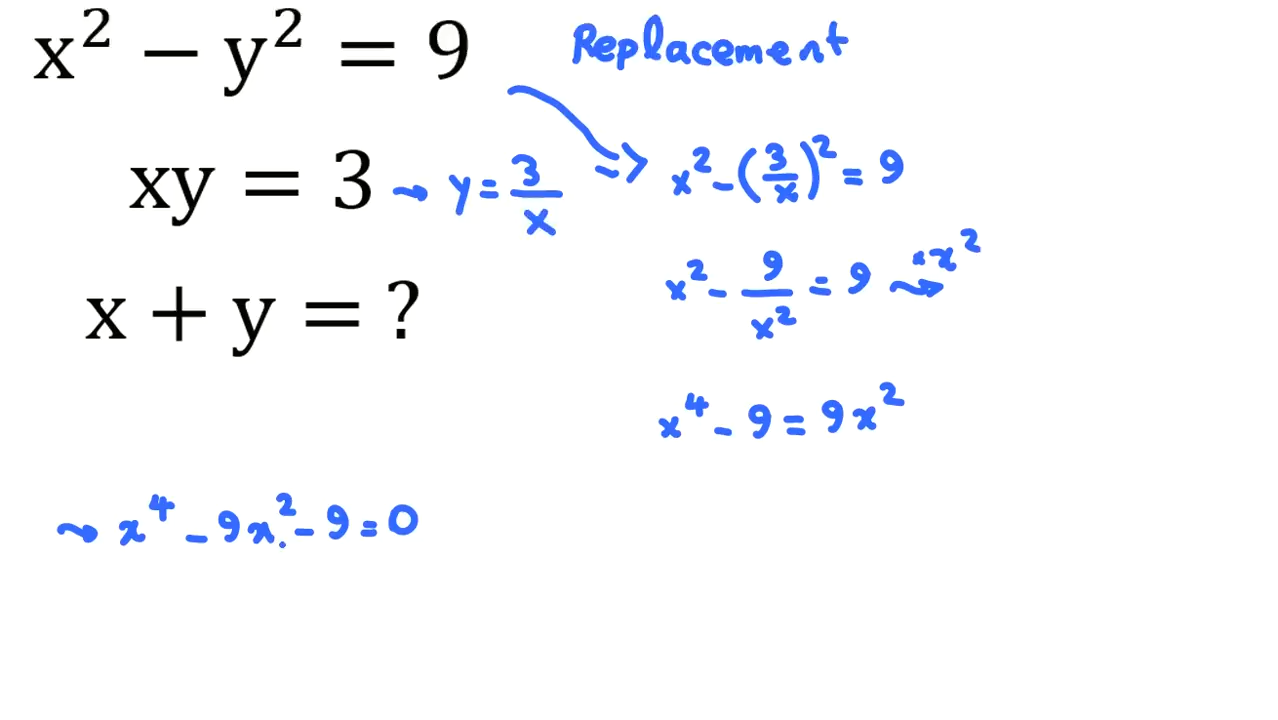 x² − y² = 9
Replacement
xy = 3 → y = 3/x
x² - (3/x)² = 9
x + y = ?
x² - 9/x² = 9 → ×x²
x⁴ - 9 = 9x²
→ x⁴ - 9x² - 9 = 0